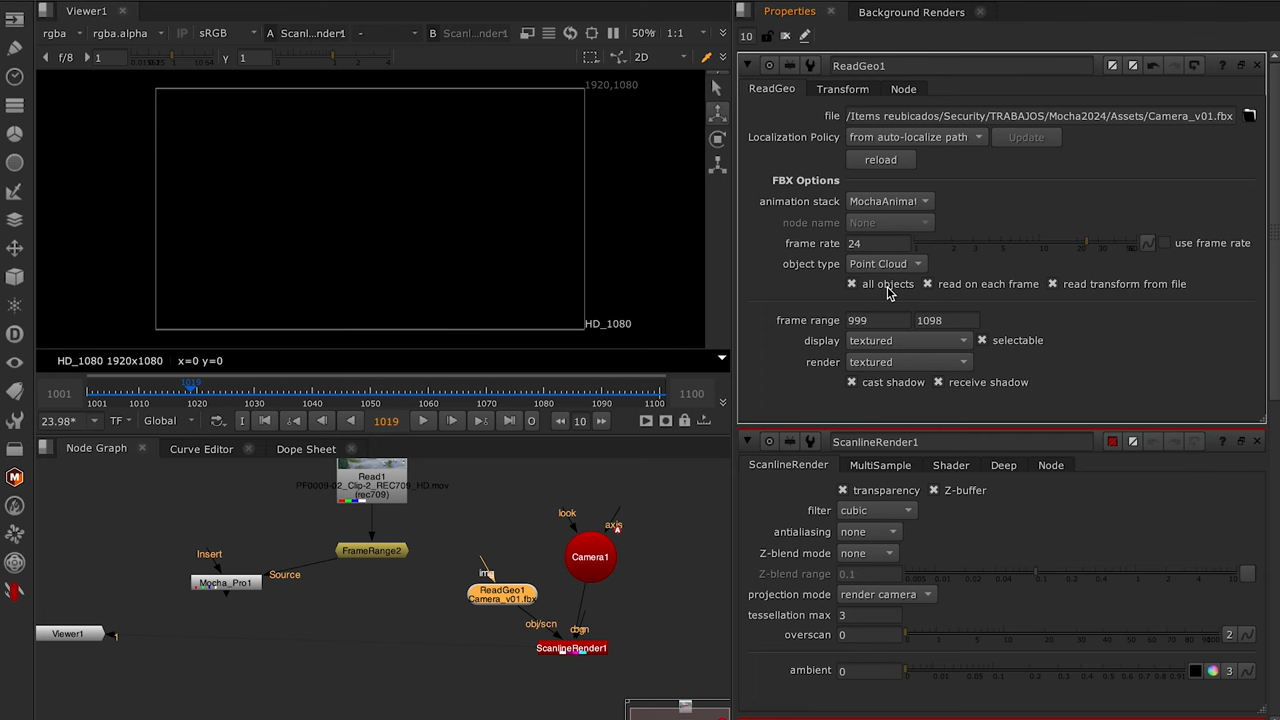 Viewer1
Properties
Background Renders
rgba rgba.alpha IP sRGB A Scanl...nder1 - B Scanl...nder1 50% 1:1
10
f/8 1 Y 1 2D
ReadGeo1
ReadGeo Transform Node
1920,1080
file /Items reublcados/Security/TRABAJOS/Mocha2024/Assets/Camera_v01.fbx
Localization Policy from auto-localize path Update
reload
FBX Options
animation stack MochaAnimat
node name None
frame rate 24 use frame rate
object type Point Cloud
all objects read on each frame read transform from file
frame range 999 1098
display textured selectable
render textured
cast shadow receive shadow
HD_1080
HD_1080 1920x1080 x=0 y=0
1001 1019 1100
1001 1010 1020 1030 1040 1050 1060 1070 1080 1090 1100
23.98* TF Global 1019 10
Node Graph Curve Editor Dope Sheet
Read1
PF0009-02_Clip-2_REC709_HD.mov
(rec709)
FrameRange2
Insert
Source
Mocha_Pro1
Viewer1
1
look
axis
Camera1
img
ReadGeo1
Camera_v01.fbx
obj/scn
ScanlineRender1
ScanlineRender1
ScanlineRender MultiSample Shader Deep Node
transparency Z-buffer
filter cubic
antialiasing none
Z-blend mode none
Z-blend range 0.1
projection mode render camera
tessellation max 3
overscan 0 2
ambient 0 3